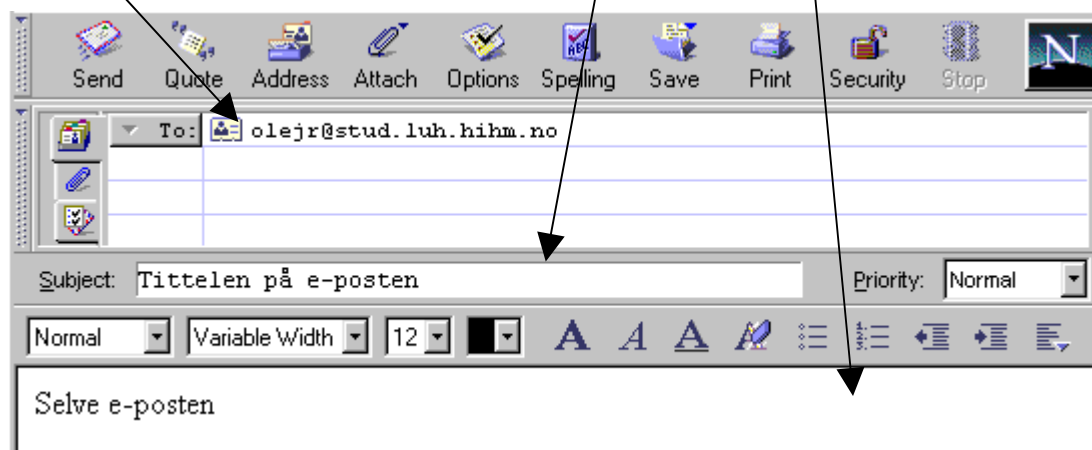 Send Quote Address Attach Options Spelling Save Print Security Stop N
To: olejr@stud.luh.hihm.no
Subject: Tittelen på e-posten Priority: Normal
Normal Variable Width 12 A A A
Selve e-posten